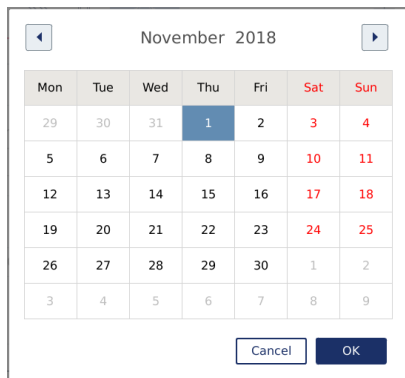 November 2018
Mon Tue Wed Thu Fri Sat Sun
29 30 31 1 2 3 4
5 6 7 8 9 10 11
12 13 14 15 16 17 18
19 20 21 22 23 24 25
26 27 28 29 30 1 2
3 4 5 6 7 8 9
Cancel OK